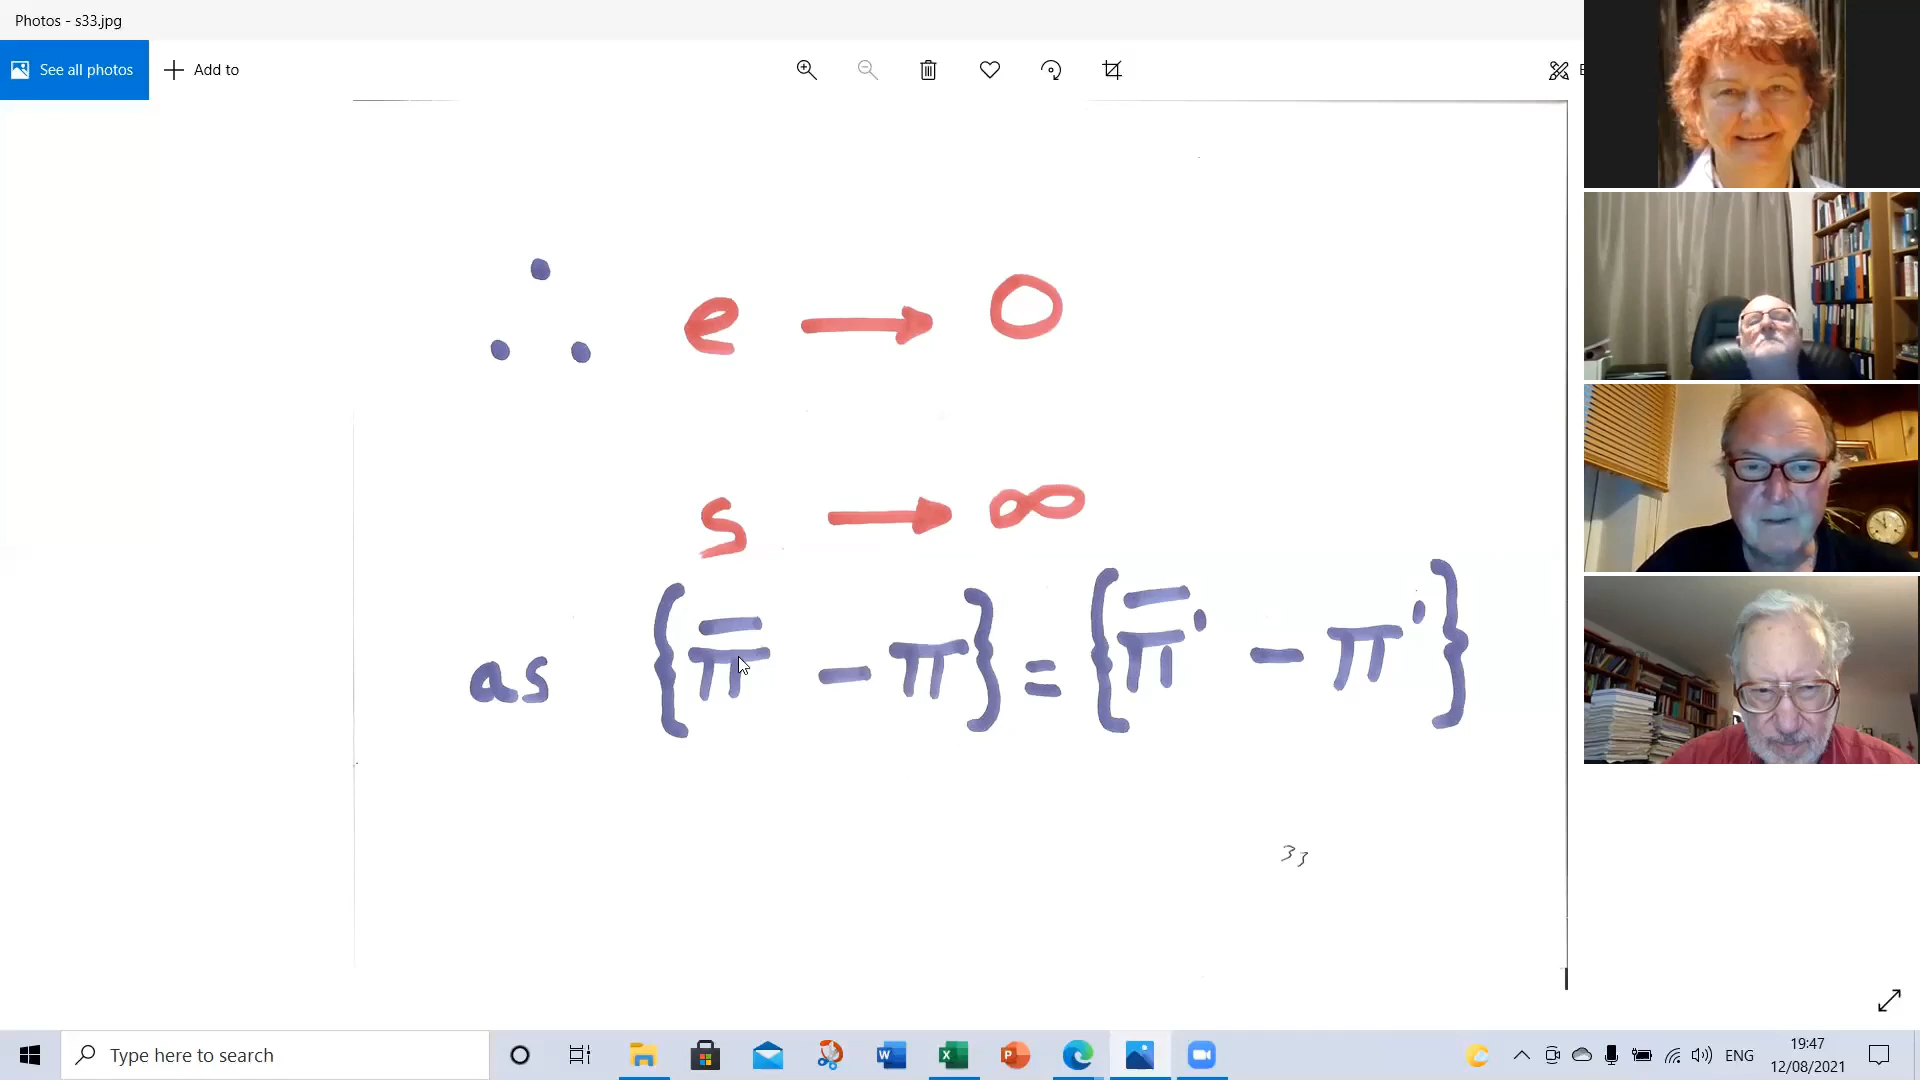 Photos - s33.jpg
See all photos
Add to
∴ e → 0
s → ∞
as { π̿ - π } = { π̿' - π' }
33
Type here to search
19:47
ENG
12/08/2021